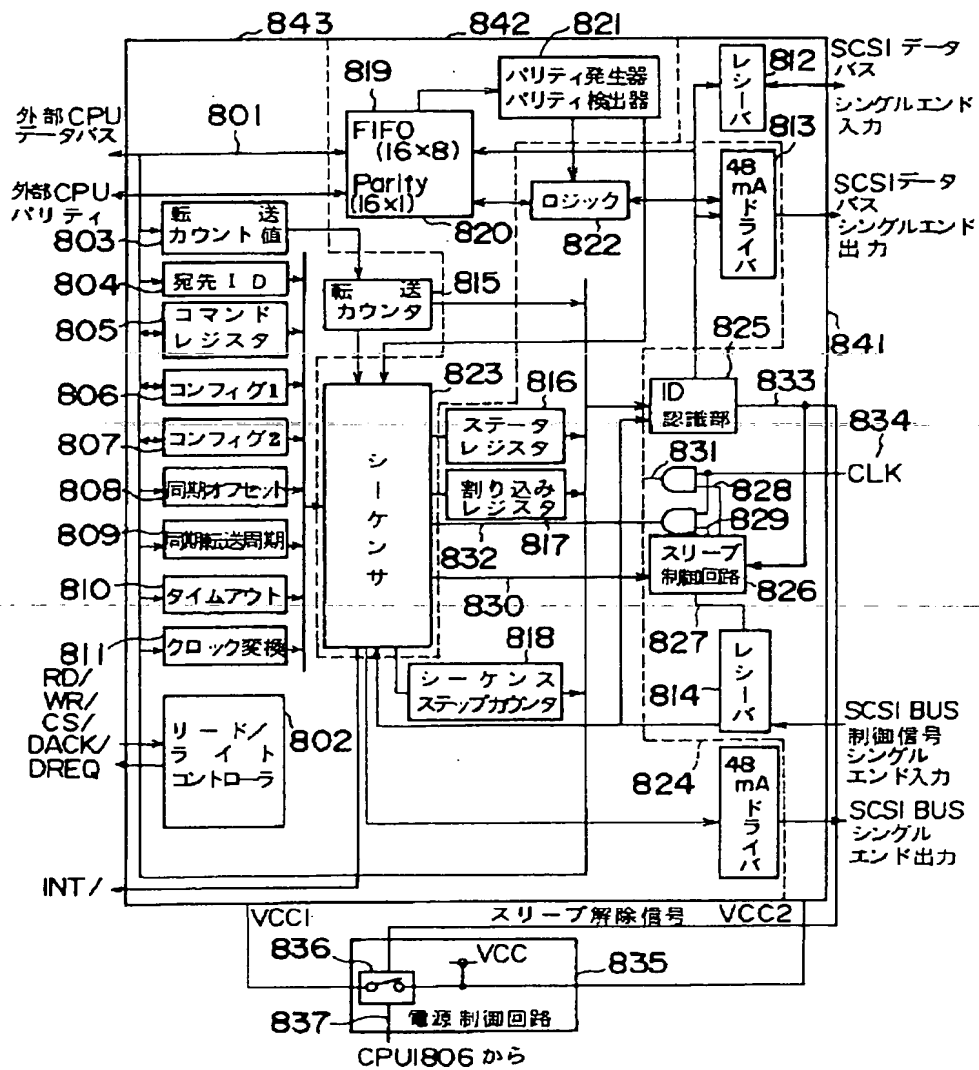 843
842
821
819
パリティ発生器
パリティ検出器
レシーバ
812
SCSI データ
バス
シングルエンド
入力
外部CPU
データバス
801
FIFO
(16×8)
Parity
(16×1)
820
813
48
mA
ドライバ
SCSIデータ
バス
シングルエンド
出力
外部CPU
パリティ
ロジック
822
転送
カウント値
803
転送
カウンタ
815
804
宛先ID
805
コマンド
レジスタ
841
806
コンフィグ1
823
816
825
ID
認識部
833
834
CLK
807
コンフィグ2
シーケンサ
ステータ
レジスタ
831
828
808
同期オフセット
割り込み
レジスタ
817
829
809
同期転送周期
832
スリーブ
制御回路
826
810
タイムアウト
830
827
811
クロック変換
818
シーケンス
ステップカウンタ
814
レシーバ
SCSI BUS
制御信号
シングル
エンド入力
RD/
WR/
CS/
DACK/
DREQ
リード/
ライト
コントローラ
802
824
48
mA
ドライバ
SCSI BUS
シングル
エンド出力
INT/
VCC1
スリープ解除信号
VCC2
836
VCC
835
837
電源制御回路
CPU1806から